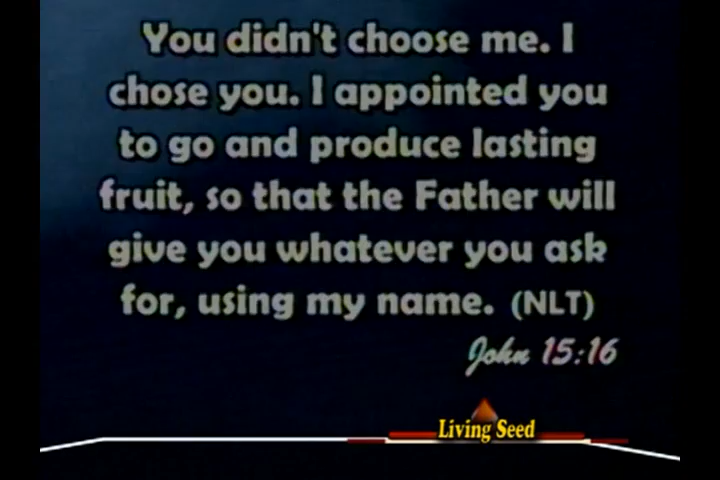 You didn't choose me. I
chose you. I appointed you
to go and produce lasting
fruit, so that the Father will
give you whatever you ask
for, using my name. (NLT)
John 15:16
Living Seed